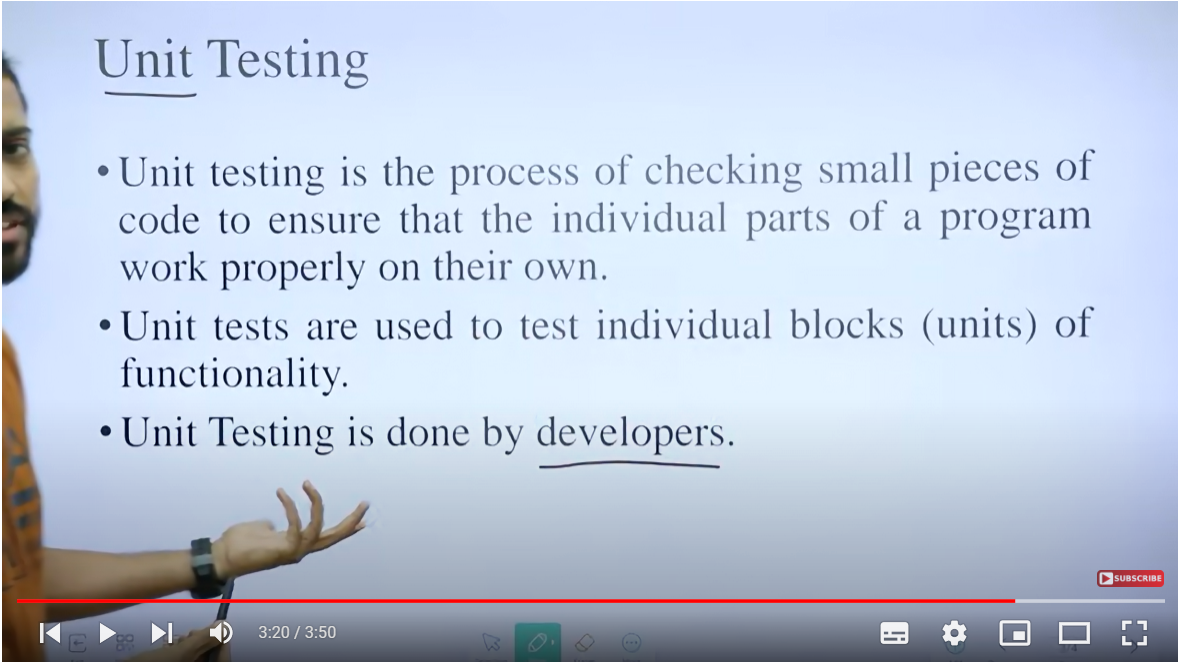 Unit Testing
•Unit testing is the process of checking small pieces of
code to ensure that the individual parts of a program
work properly on their own.
•Unit tests are used to test individual blocks (units) of
functionality.
•Unit Testing is done by developers.
SUBSCRIBE
3:20 / 3:50